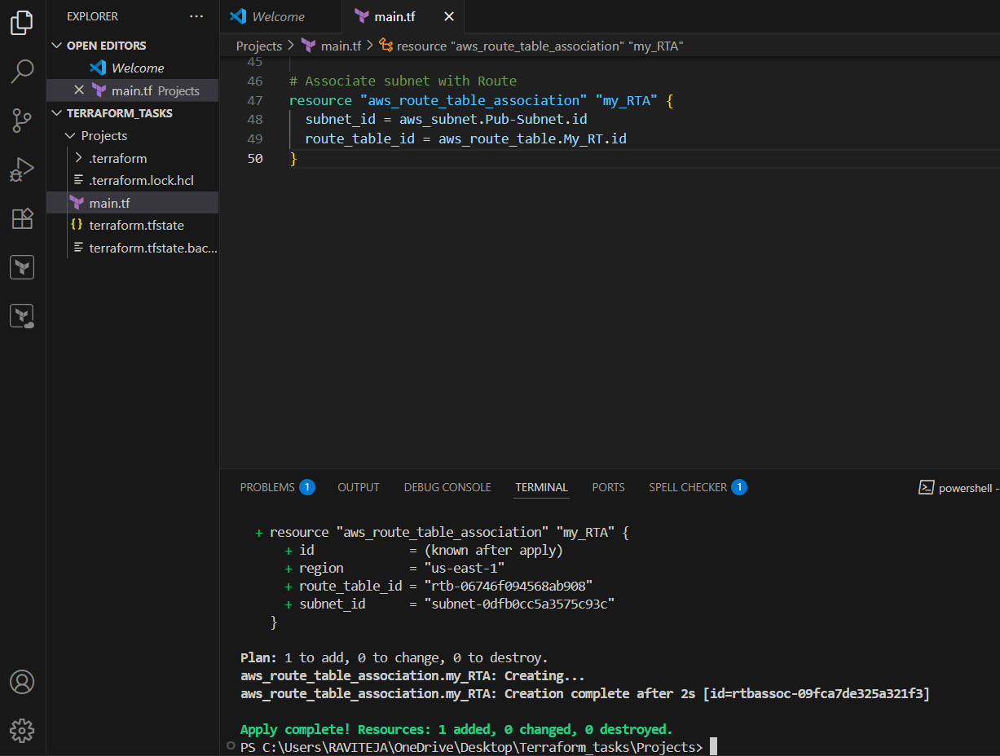 EXPLORER
OPEN EDITORS
Welcome
main.tf Projects
TERRAFORM_TASKS
Projects
.terraform
.terraform.lock.hcl
main.tf
terraform.tfstate
terraform.tfstate.bac...
Welcome
main.tf
Projects > main.tf > resource "aws_route_table_association" "my_RTA"
45
46 # Associate subnet with Route
47 resource "aws_route_table_association" "my_RTA" {
48 subnet_id = aws_subnet.Pub-Subnet.id
49 route_table_id = aws_route_table.My_RT.id
50 }
PROBLEMS 1 OUTPUT DEBUG CONSOLE TERMINAL PORTS SPELL CHECKER 1 powershell -
+ resource "aws_route_table_association" "my_RTA" {
+ id = (known after apply)
+ region = "us-east-1"
+ route_table_id = "rtb-06746f094568ab908"
+ subnet_id = "subnet-0dfb0cc5a3575c93c"
}
Plan: 1 to add, 0 to change, 0 to destroy.
aws_route_table_association.my_RTA: Creating...
aws_route_table_association.my_RTA: Creation complete after 2s [id=rtbassoc-09fca7de325a321f3]
Apply complete! Resources: 1 added, 0 changed, 0 destroyed.
PS C:\Users\RAVITEJA\OneDrive\Desktop\Terraform_tasks\Projects>